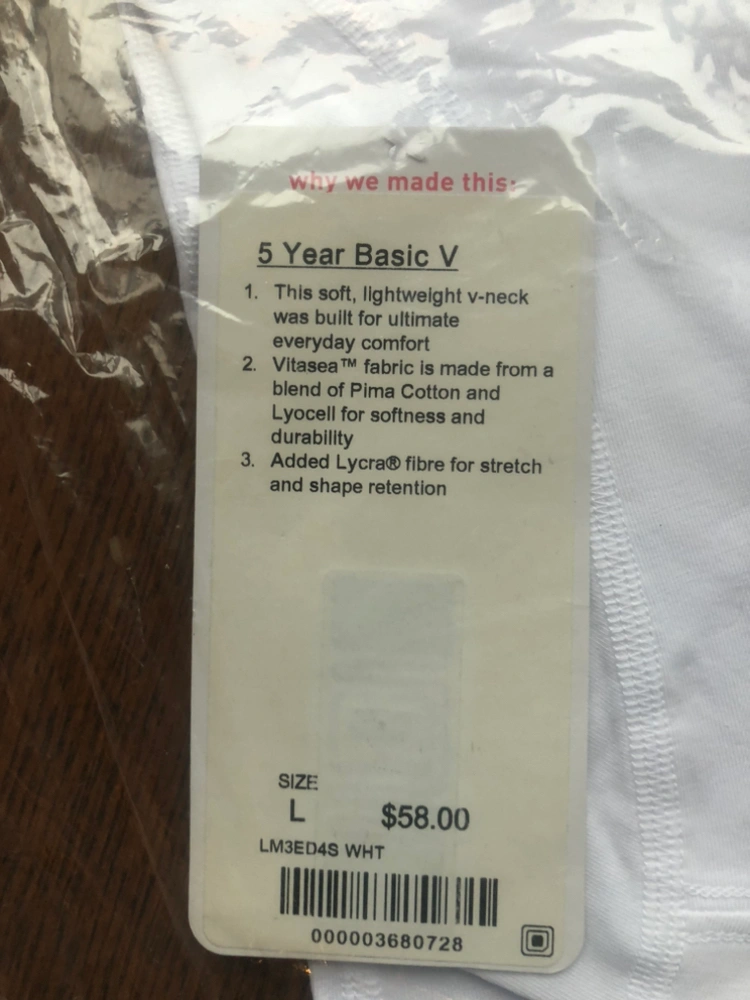 why we made this:
5 Year Basic V
1. This soft, lightweight v-neck
was built for ultimate
everyday comfort
2. Vitasea™ fabric is made from a
blend of Pima Cotton and
Lyocell for softness and
durability
3. Added Lycra® fibre for stretch
and shape retention
SIZE
L $58.00
LM3ED4S WHT
000003680728